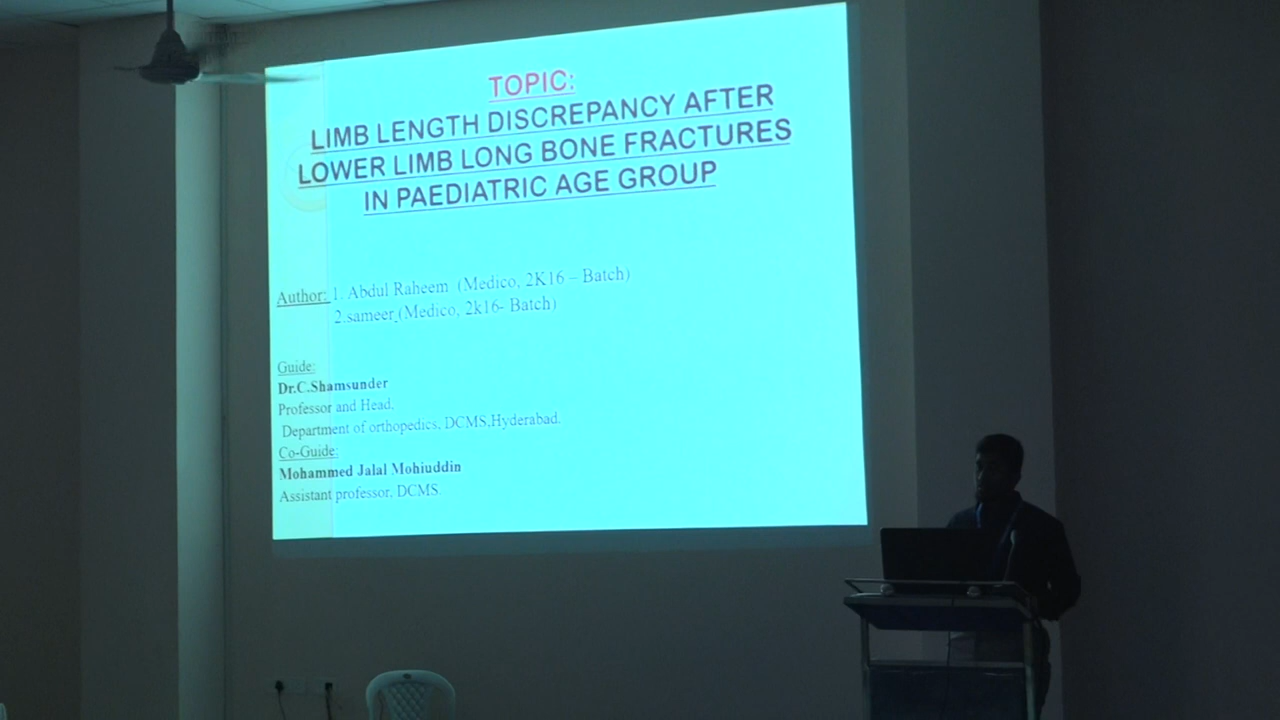 TOPIC:
LIMB LENGTH DISCREPANCY AFTER
LOWER LIMB LONG BONE FRACTURES
IN PAEDIATRIC AGE GROUP
Author: 1. Abdul Raheem (Medico, 2K16 – Batch)
2.sameer (Medico, 2k16- Batch)
Guide:
Dr.C.Shamsunder
Professor and Head,
Department of orthopedics, DCMS,Hyderabad.
Co-Guide:
Mohammed Jalal Mohiuddin
Assistant professor, DCMS.